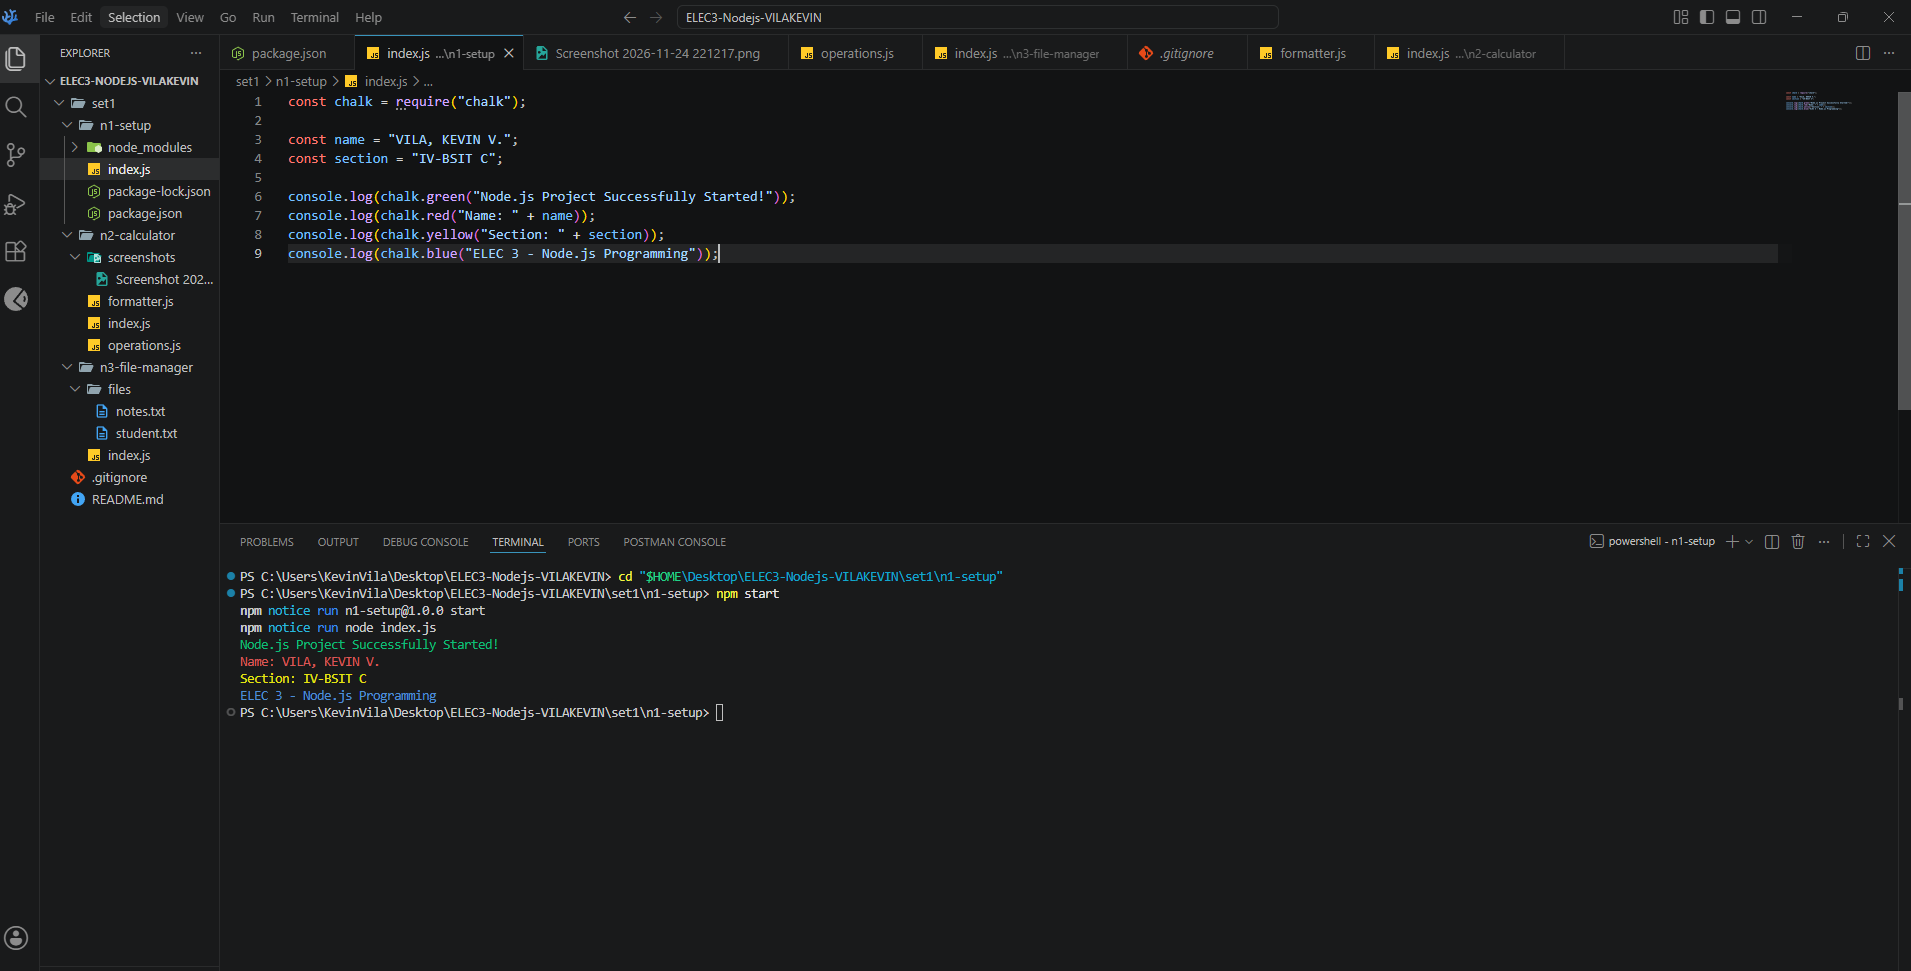 File Edit Selection View Go Run Terminal Help
ELEC3-Nodejs-VILAKEVIN
EXPLORER
ELEC3-NODEJS-VILAKEVIN
set1
n1-setup
node_modules
index.js
package-lock.json
package.json
n2-calculator
screenshots
Screenshot 202...
formatter.js
index.js
operations.js
n3-file-manager
files
notes.txt
student.txt
index.js
.gitignore
README.md
package.json
index.js ...\n1-setup
Screenshot 2026-11-24 221217.png
operations.js
index.js ...\n3-file-manager
.gitignore
formatter.js
index.js ...\n2-calculator
set1 > n1-setup > index.js > ...
1 const chalk = require("chalk");
2
3 const name = "VILA, KEVIN V.";
4 const section = "IV-BSIT C";
5
6 console.log(chalk.green("Node.js Project Successfully Started!"));
7 console.log(chalk.red("Name: " + name));
8 console.log(chalk.yellow("Section: " + section));
9 console.log(chalk.blue("ELEC 3 - Node.js Programming"));
PROBLEMS OUTPUT DEBUG CONSOLE TERMINAL PORTS POSTMAN CONSOLE
powershell - n1-setup
PS C:\Users\KevinVila\Desktop\ELEC3-Nodejs-VILAKEVIN> cd "$HOME\Desktop\ELEC3-Nodejs-VILAKEVIN\set1\n1-setup"
PS C:\Users\KevinVila\Desktop\ELEC3-Nodejs-VILAKEVIN\set1\n1-setup> npm start
npm notice run n1-setup@1.0.0 start
npm notice run node index.js
Node.js Project Successfully Started!
Name: VILA, KEVIN V.
Section: IV-BSIT C
ELEC 3 - Node.js Programming
PS C:\Users\KevinVila\Desktop\ELEC3-Nodejs-VILAKEVIN\set1\n1-setup>